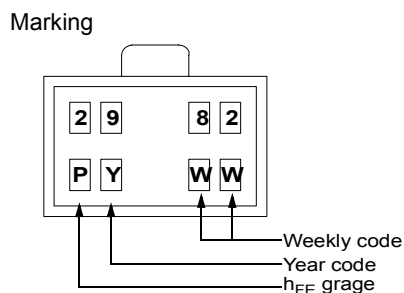 Marking
2 9 8 2
P Y W W
Weekly code
Year code
hFE grage